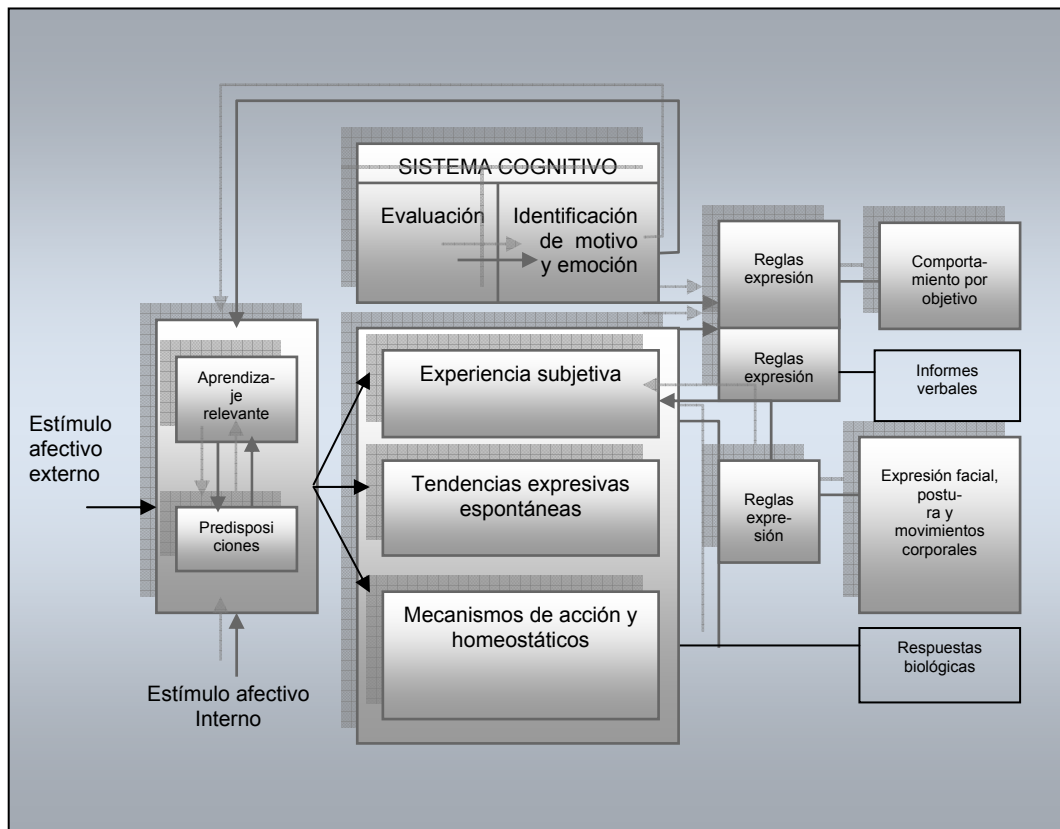 SISTEMA COGNITIVO
Evaluación
Identificación
de motivo
y emoción
Reglas
expresión
Comporta-
miento por
objetivo
Aprendiza-
je
relevante
Experiencia subjetiva
Reglas
expresión
Informes
verbales
Estímulo
afectivo
externo
Tendencias expresivas
espontáneas
Reglas
expre-
sión
Expresión facial,
postu-
ra y
movimientos
corporales
Predisposi
ciones
Mecanismos de acción y
homeostáticos
Respuestas
biológicas
Estímulo afectivo
Interno